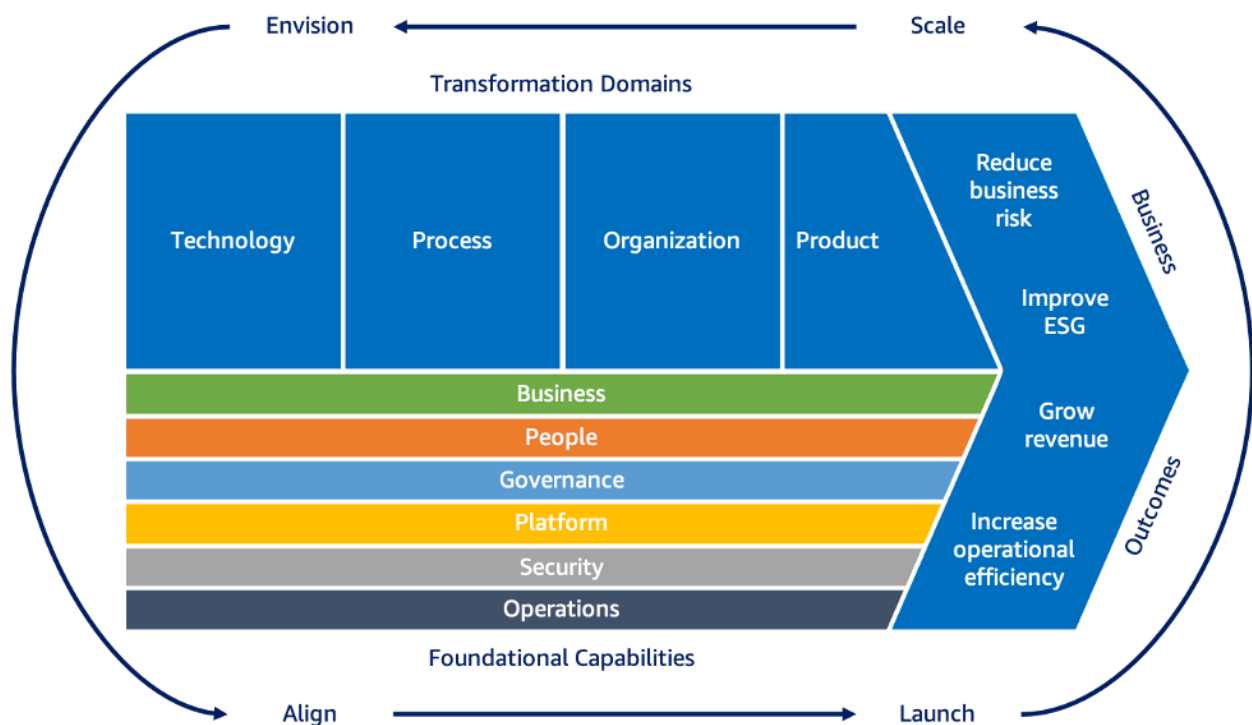 Envision
Scale
Transformation Domains
Technology
Process
Organization
Product
Reduce
business
risk
Improve
ESG
Grow
revenue
Increase
operational
efficiency
Business
Outcomes
Business
People
Governance
Platform
Security
Operations
Foundational Capabilities
Align
Launch